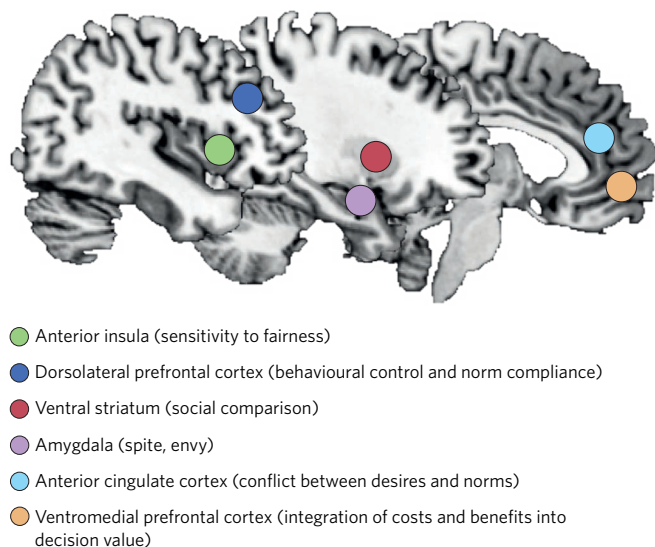 Anterior insula (sensitivity to fairness)
Dorsolateral prefrontal cortex (behavioural control and norm compliance)
Ventral striatum (social comparison)
Amygdala (spite, envy)
Anterior cingulate cortex (conflict between desires and norms)
Ventromedial prefrontal cortex (integration of costs and benefits into
decision value)